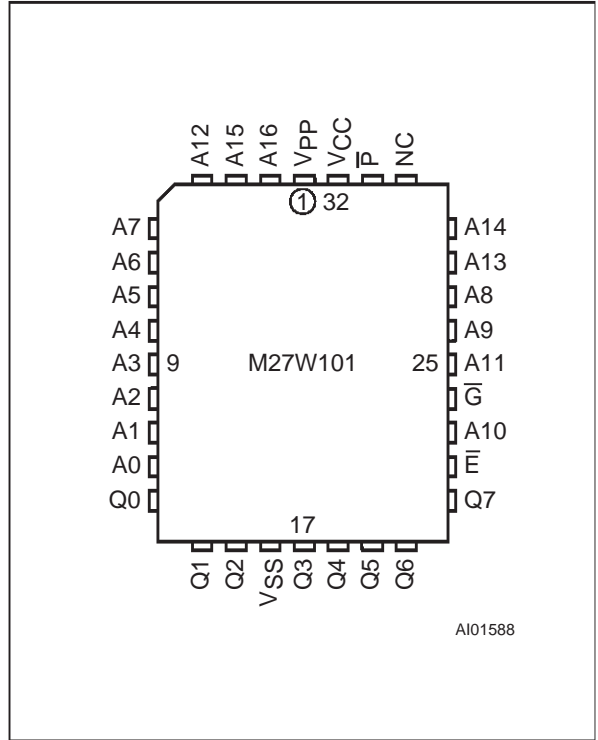 A12 A15 A16 VPP VCC P̅ NC
1 32
A7 A14
A6 A13
A5 A8
A4 A9
A3 9 M27W101 25 A11
A2 G̅
A1 A10
A0 E̅
Q0 Q7
17
Q1 Q2 VSS Q3 Q4 Q5 Q6
AI01588